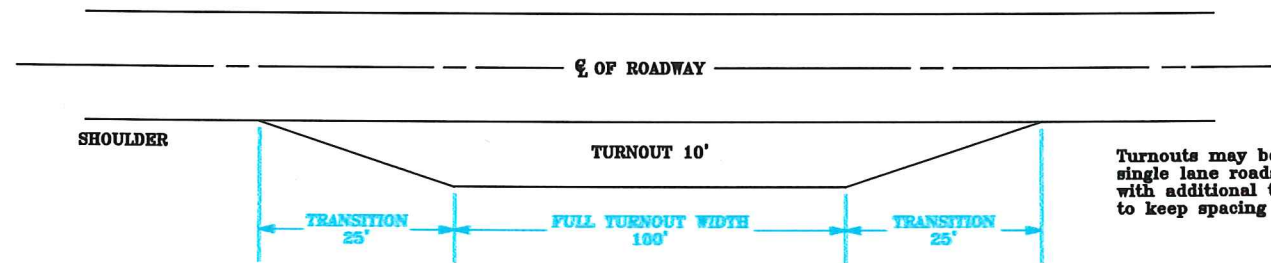 ℄ OF ROADWAY
SHOULDER
TURNOUT 10'
Turnouts may be
single lane roads
with additional t
to keep spacing
TRANSITION
25'
FULL TURNOUT WIDTH
100'
TRANSITION
25'